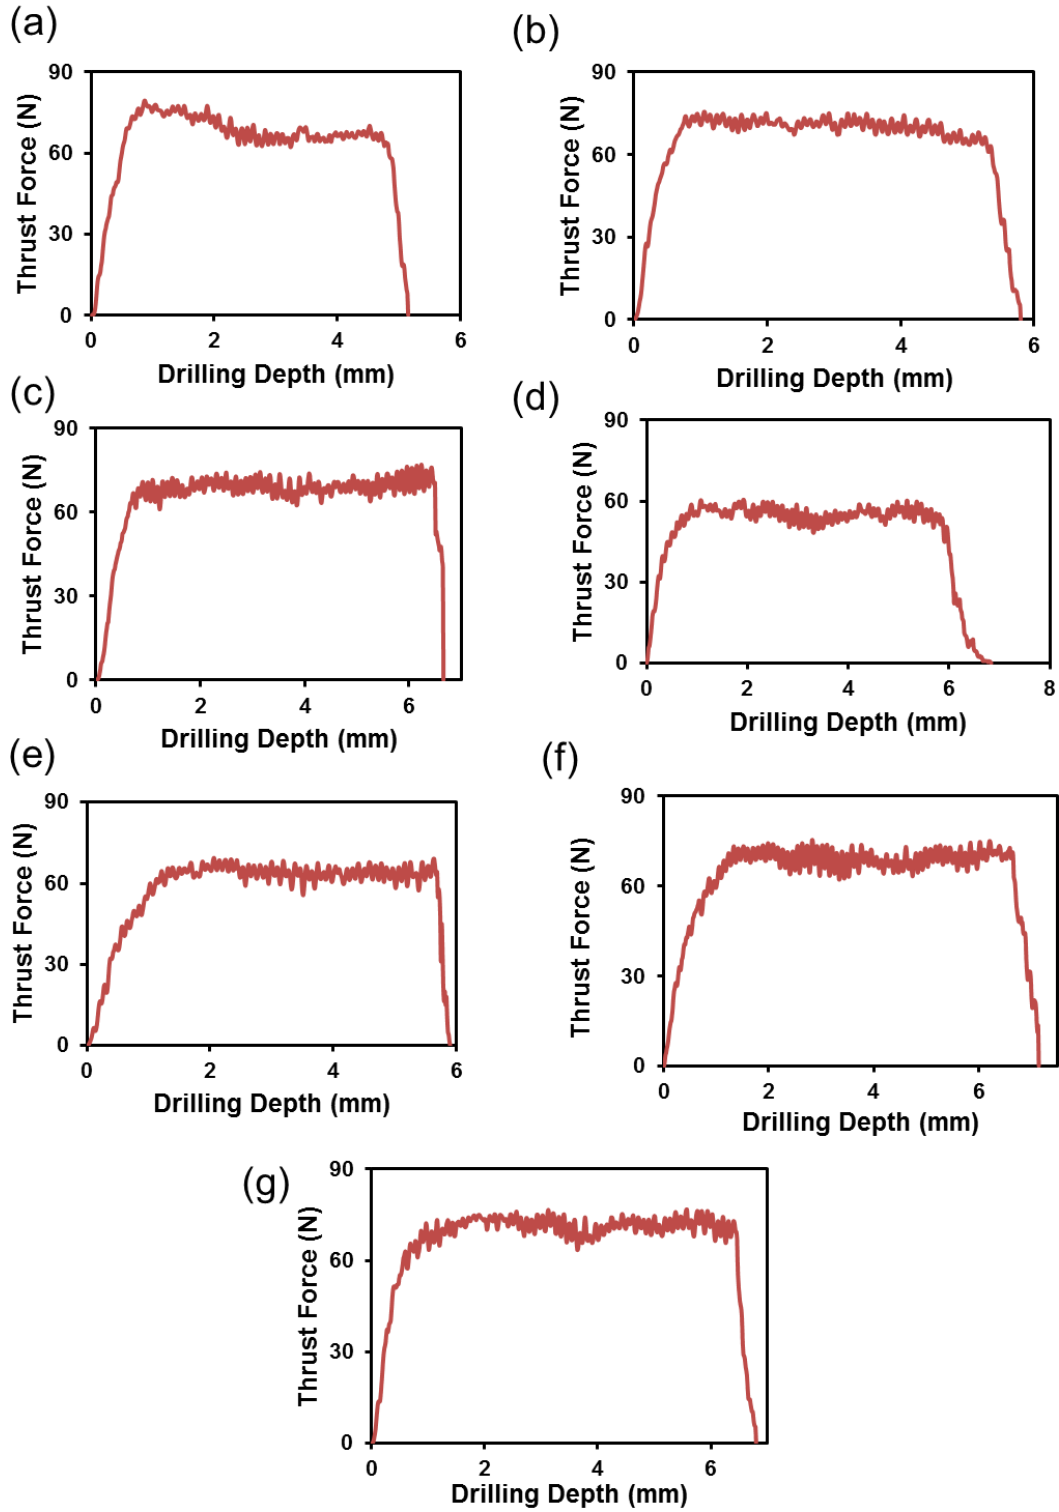 (a)
Thrust Force (N)
90
60
30
0
0 2 4 6
Drilling Depth (mm)
(b)
Thrust Force (N)
90
60
30
0
0 2 4 6
Drilling Depth (mm)
(c)
Thrust Force (N)
90
60
30
0
0 2 4 6
Drilling Depth (mm)
(d)
Thrust Force (N)
90
60
30
0
0 2 4 6 8
Drilling Depth (mm)
(e)
Thrust Force (N)
90
60
30
0
0 2 4 6
Drilling Depth (mm)
(f)
Thrust Force (N)
90
60
30
0
0 2 4 6
Drilling Depth (mm)
(g)
Thrust Force (N)
90
60
30
0
0 2 4 6
Drilling Depth (mm)